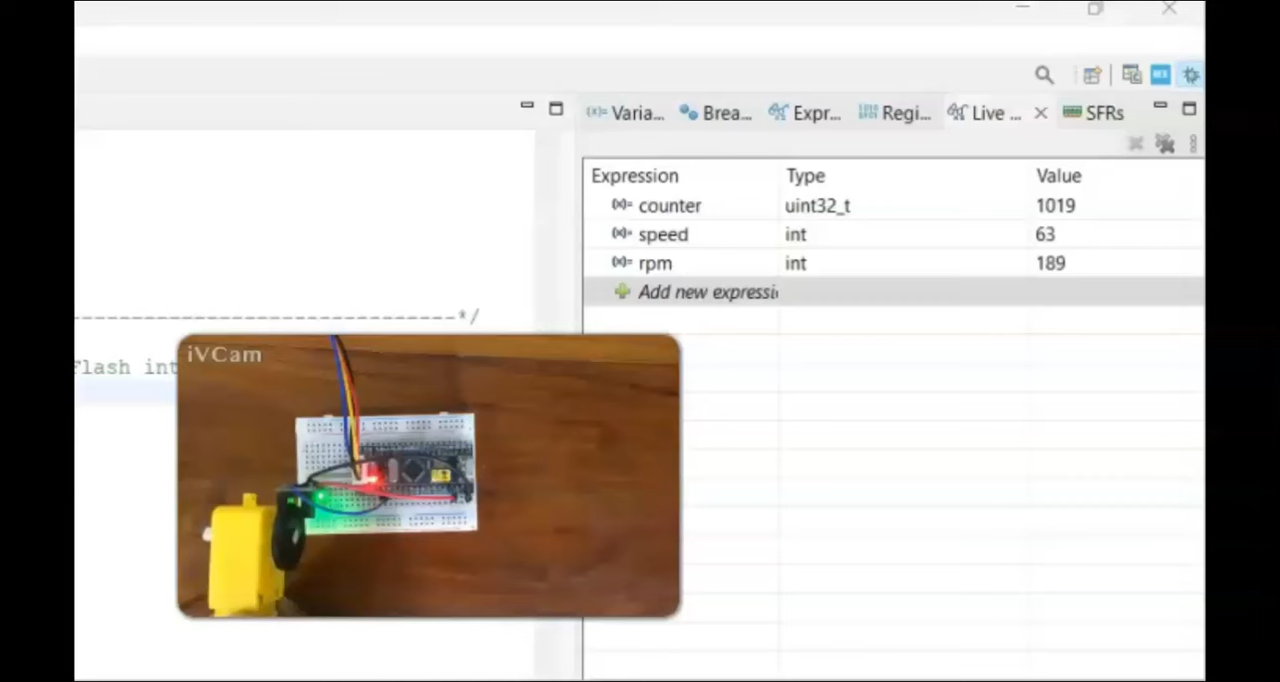 Varia... Brea... Expr... Regi... Live ... SFRs
Expression Type Value
counter uint32_t 1019
speed int 63
rpm int 189
Add new expressi
-----------------------------*/
Flash int
iVCam